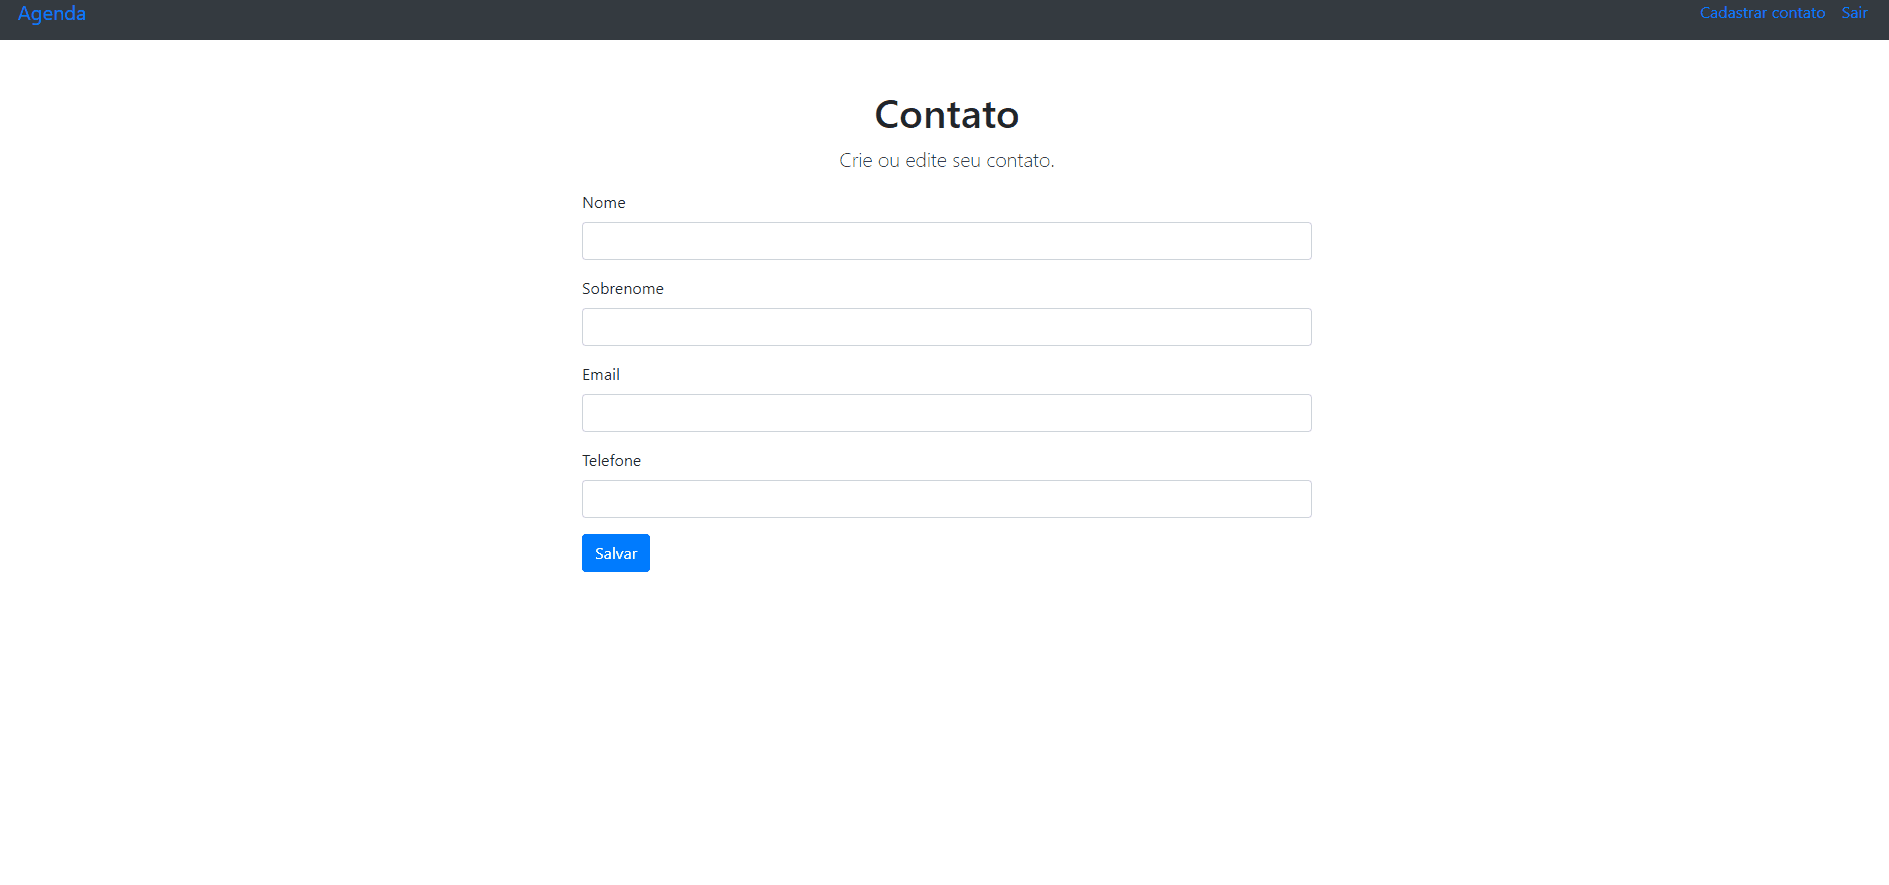 Agenda
Cadastrar contato Sair
Contato
Crie ou edite seu contato.
Nome
Sobrenome
Email
Telefone
Salvar